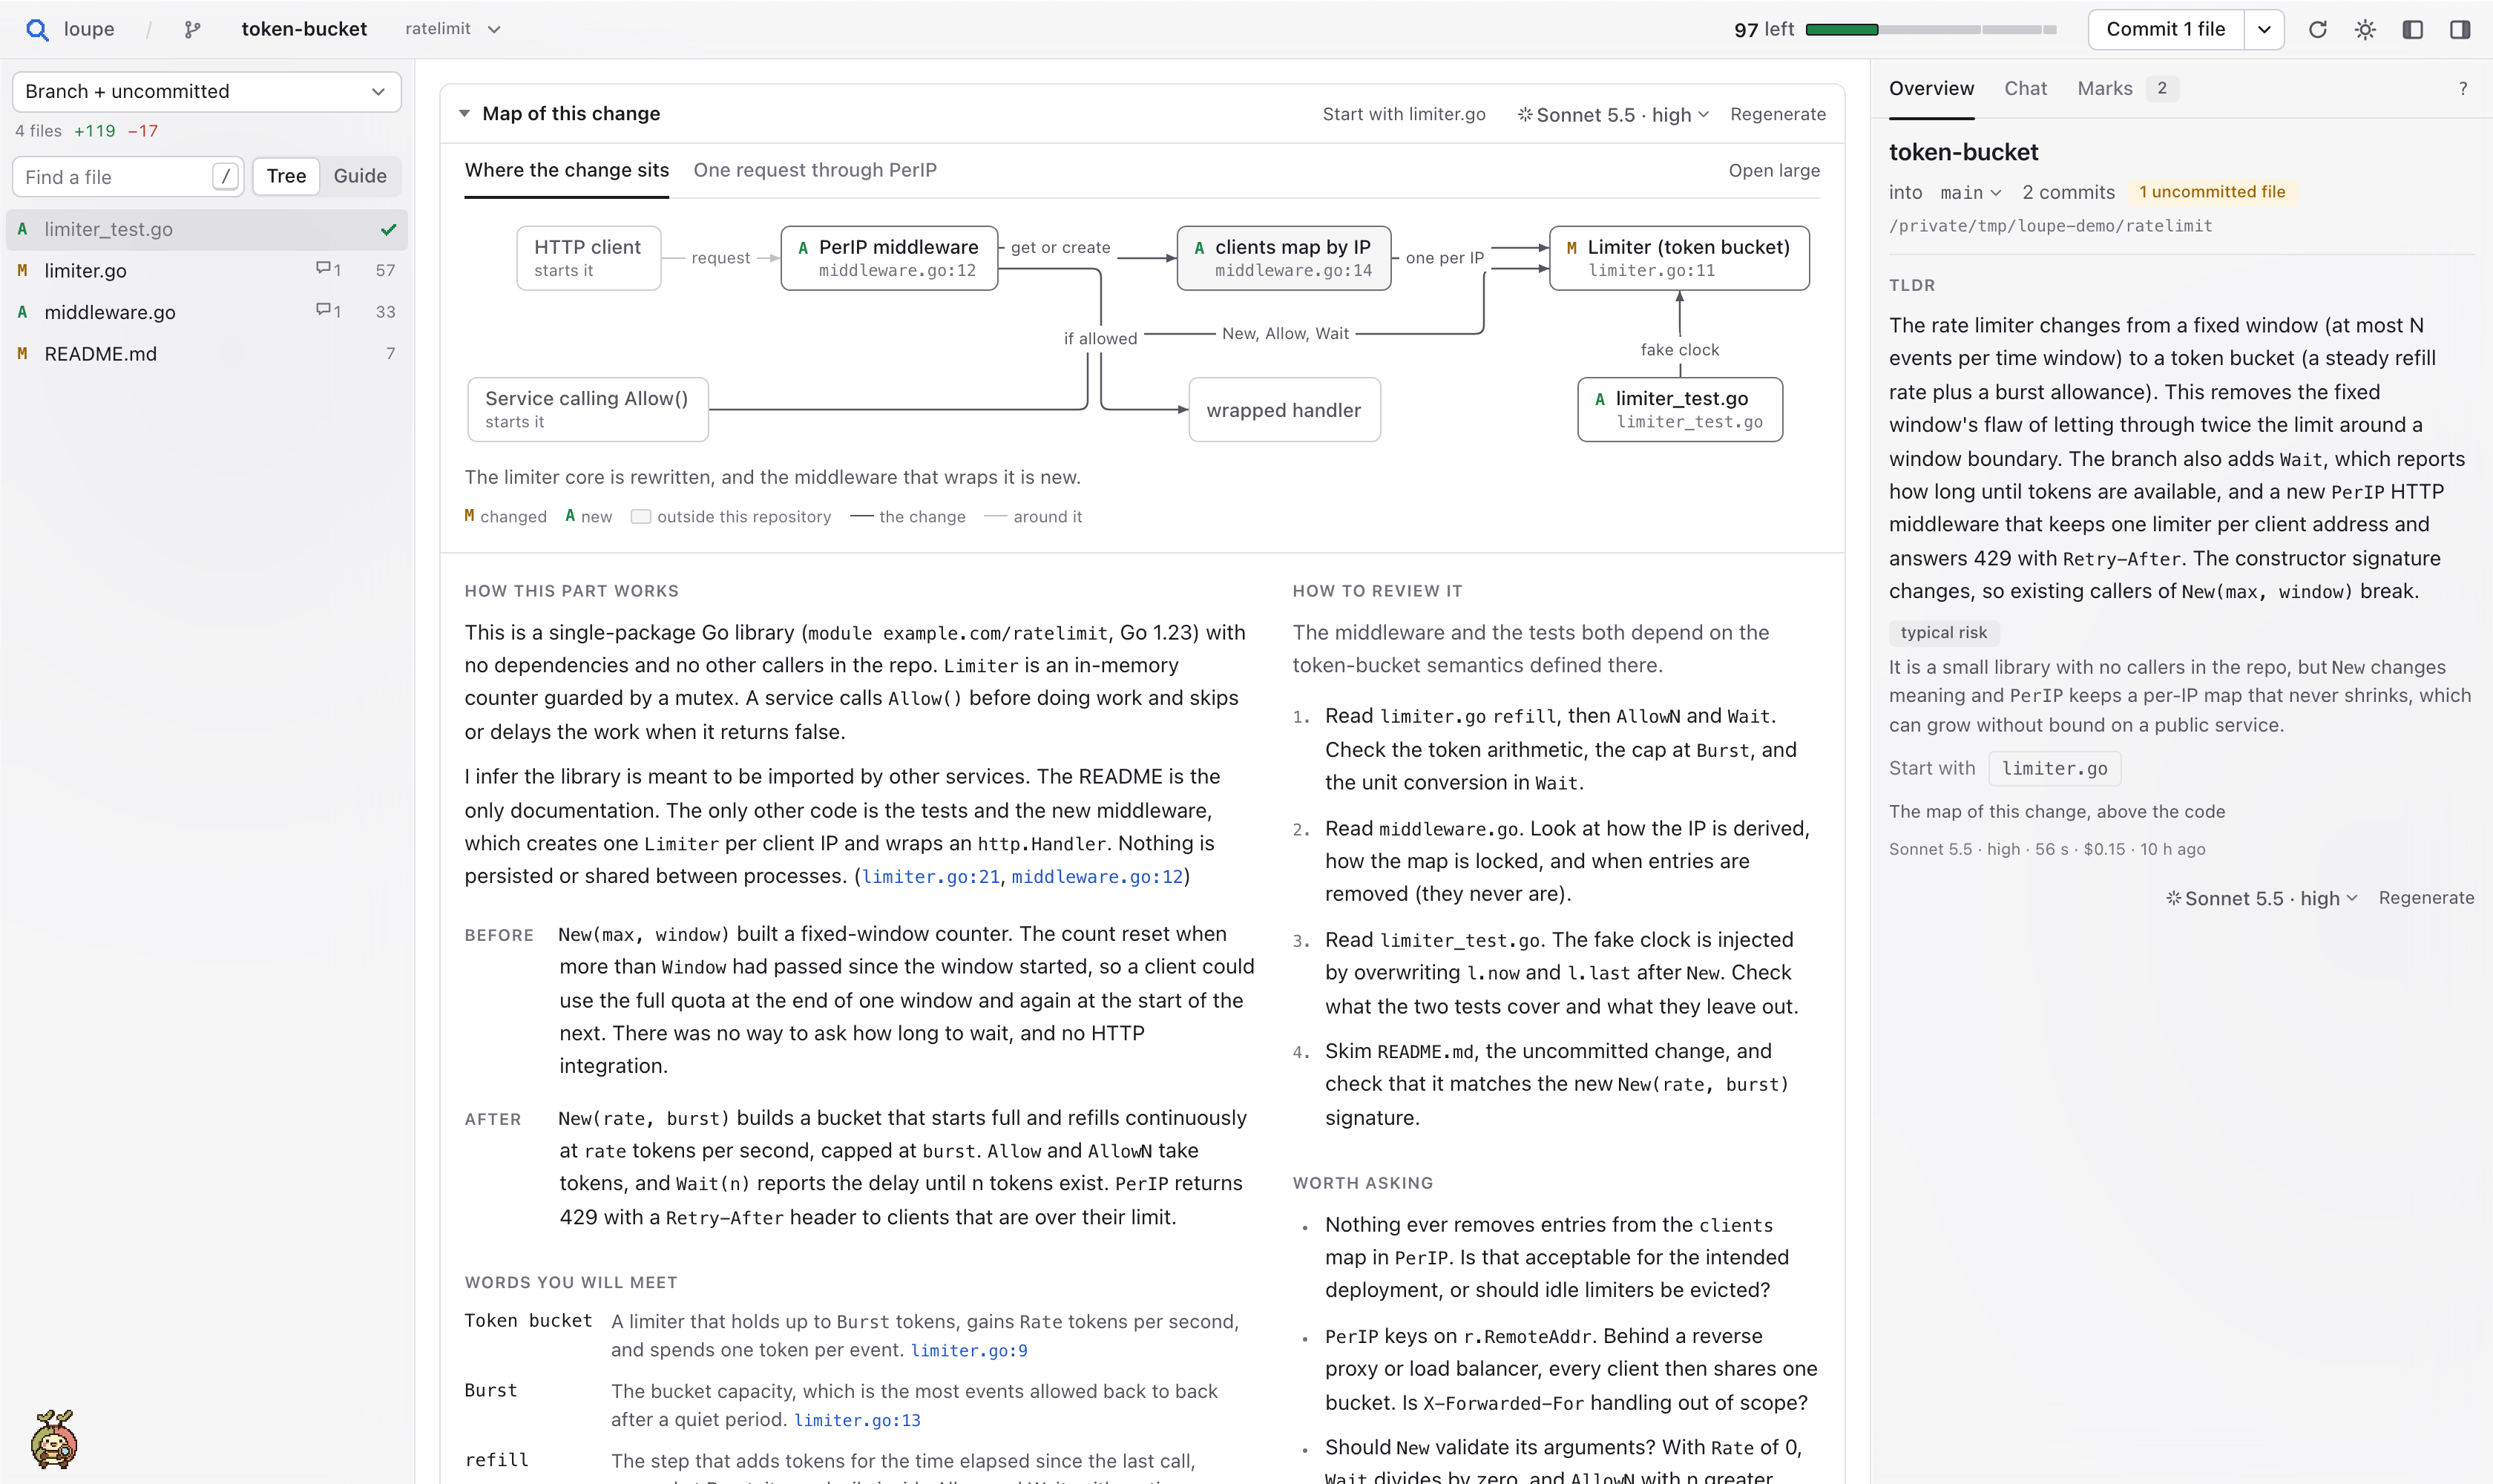 loupe / token-bucket ratelimit
97 left
Commit 1 file
Branch + uncommitted
4 files +119 −17
Find a file /
Tree Guide
A limiter_test.go
M limiter.go 1 57
A middleware.go 1 33
M README.md 7
Map of this change
Start with limiter.go
Sonnet 5.5 · high
Regenerate
Where the change sits
One request through PerIP
Open large
HTTP client
starts it
request
A PerIP middleware
middleware.go:12
get or create
A clients map by IP
middleware.go:14
one per IP
M Limiter (token bucket)
limiter.go:11
if allowed
New, Allow, Wait
fake clock
Service calling Allow()
starts it
wrapped handler
A limiter_test.go
limiter_test.go
The limiter core is rewritten, and the middleware that wraps it is new.
M changed A new outside this repository the change around it
HOW THIS PART WORKS
This is a single-package Go library (module example.com/ratelimit, Go 1.23) with
no dependencies and no other callers in the repo. Limiter is an in-memory
counter guarded by a mutex. A service calls Allow() before doing work and skips
or delays the work when it returns false.
I infer the library is meant to be imported by other services. The README is the
only documentation. The only other code is the tests and the new middleware,
which creates one Limiter per client IP and wraps an http.Handler. Nothing is
persisted or shared between processes. (limiter.go:21, middleware.go:12)
BEFORE
New(max, window) built a fixed-window counter. The count reset when
more than Window had passed since the window started, so a client could
use the full quota at the end of one window and again at the start of the
next. There was no way to ask how long to wait, and no HTTP
integration.
AFTER
New(rate, burst) builds a bucket that starts full and refills continuously
at rate tokens per second, capped at burst. Allow and AllowN take
tokens, and Wait(n) reports the delay until n tokens exist. PerIP returns
429 with a Retry-After header to clients that are over their limit.
WORDS YOU WILL MEET
Token bucket
A limiter that holds up to Burst tokens, gains Rate tokens per second,
and spends one token per event. limiter.go:9
Burst
The bucket capacity, which is the most events allowed back to back
after a quiet period. limiter.go:13
refill
The step that adds tokens for the time elapsed since the last call,
HOW TO REVIEW IT
The middleware and the tests both depend on the
token-bucket semantics defined there.
1. Read limiter.go refill, then AllowN and Wait.
Check the token arithmetic, the cap at Burst, and
the unit conversion in Wait.
2. Read middleware.go. Look at how the IP is derived,
how the map is locked, and when entries are
removed (they never are).
3. Read limiter_test.go. The fake clock is injected
by overwriting l.now and l.last after New. Check
what the two tests cover and what they leave out.
4. Skim README.md, the uncommitted change, and
check that it matches the new New(rate, burst)
signature.
WORTH ASKING
• Nothing ever removes entries from the clients
map in PerIP. Is that acceptable for the intended
deployment, or should idle limiters be evicted?
• PerIP keys on r.RemoteAddr. Behind a reverse
proxy or load balancer, every client then shares one
bucket. Is X-Forwarded-For handling out of scope?
• Should New validate its arguments? With Rate of 0,
Wait divides by zero, and AllowN with n greater
Overview Chat Marks 2 ?
token-bucket
into main 2 commits 1 uncommitted file
/private/tmp/loupe-demo/ratelimit
TLDR
The rate limiter changes from a fixed window (at most N
events per time window) to a token bucket (a steady refill
rate plus a burst allowance). This removes the fixed
window's flaw of letting through twice the limit around a
window boundary. The branch also adds Wait, which reports
how long until tokens are available, and a new PerIP HTTP
middleware that keeps one limiter per client address and
answers 429 with Retry-After. The constructor signature
changes, so existing callers of New(max, window) break.
typical risk
It is a small library with no callers in the repo, but New changes
meaning and PerIP keeps a per-IP map that never shrinks, which
can grow without bound on a public service.
Start with limiter.go
The map of this change, above the code
Sonnet 5.5 · high · 56 s · $0.15 · 10 h ago
Sonnet 5.5 · high
Regenerate